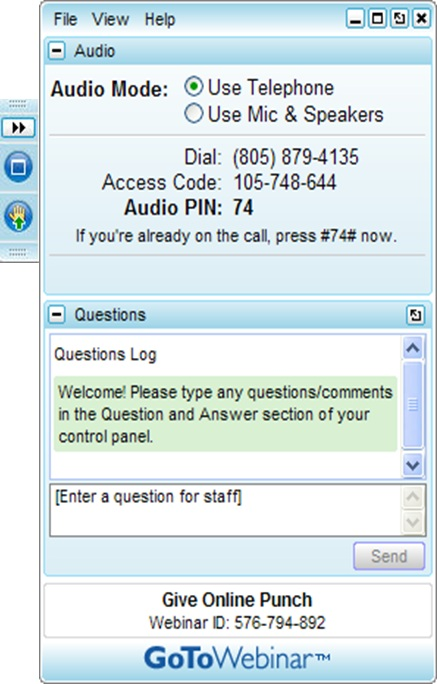 File View Help
Audio
Audio Mode: Use Telephone
Use Mic & Speakers
Dial: (805) 879-4135
Access Code: 105-748-644
Audio PIN: 74
If you're already on the call, press #74# now.
Questions
Questions Log
Welcome! Please type any questions/comments
in the Question and Answer section of your
control panel.
[Enter a question for staff]
Send
Give Online Punch
Webinar ID: 576-794-892
GoToWebinar™